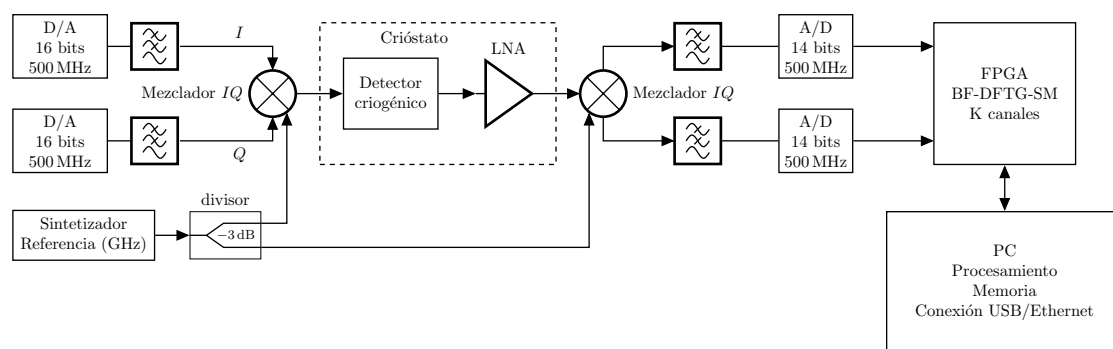 D/A
16 bits
500 MHz
I
Mezclador IQ
D/A
16 bits
500 MHz
Q
Sintetizador
Referencia (GHz)
divisor
−3 dB
Crióstato
Detector
criogénico
LNA
Mezclador IQ
A/D
14 bits
500 MHz
A/D
14 bits
500 MHz
FPGA
BF-DFTG-SM
K canales
PC
Procesamiento
Memoria
Conexión USB/Ethernet